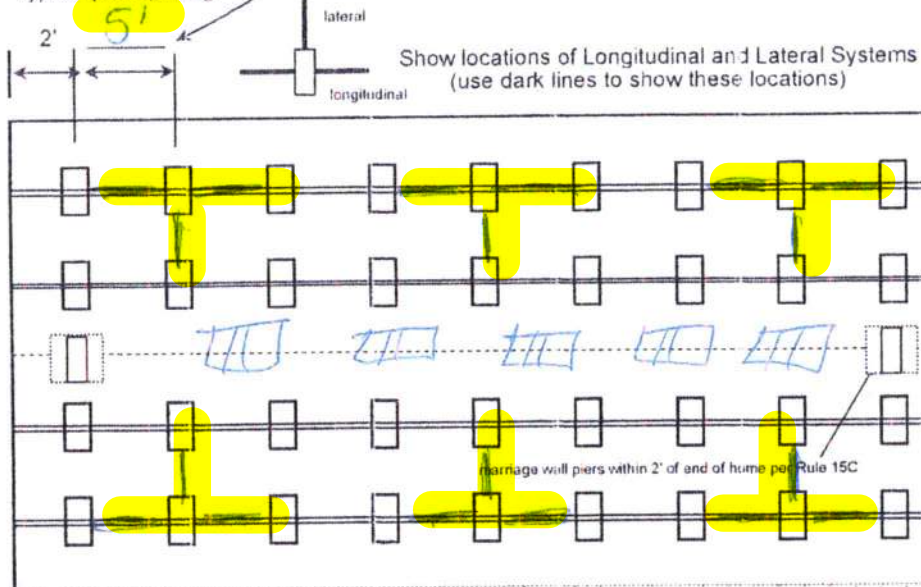 lateral
2'
5'
longitudinal
Show locations of Longitudinal and Lateral Systems
(use dark lines to show these locations)
marriage wall piers within 2' of end of home per Rule 15C